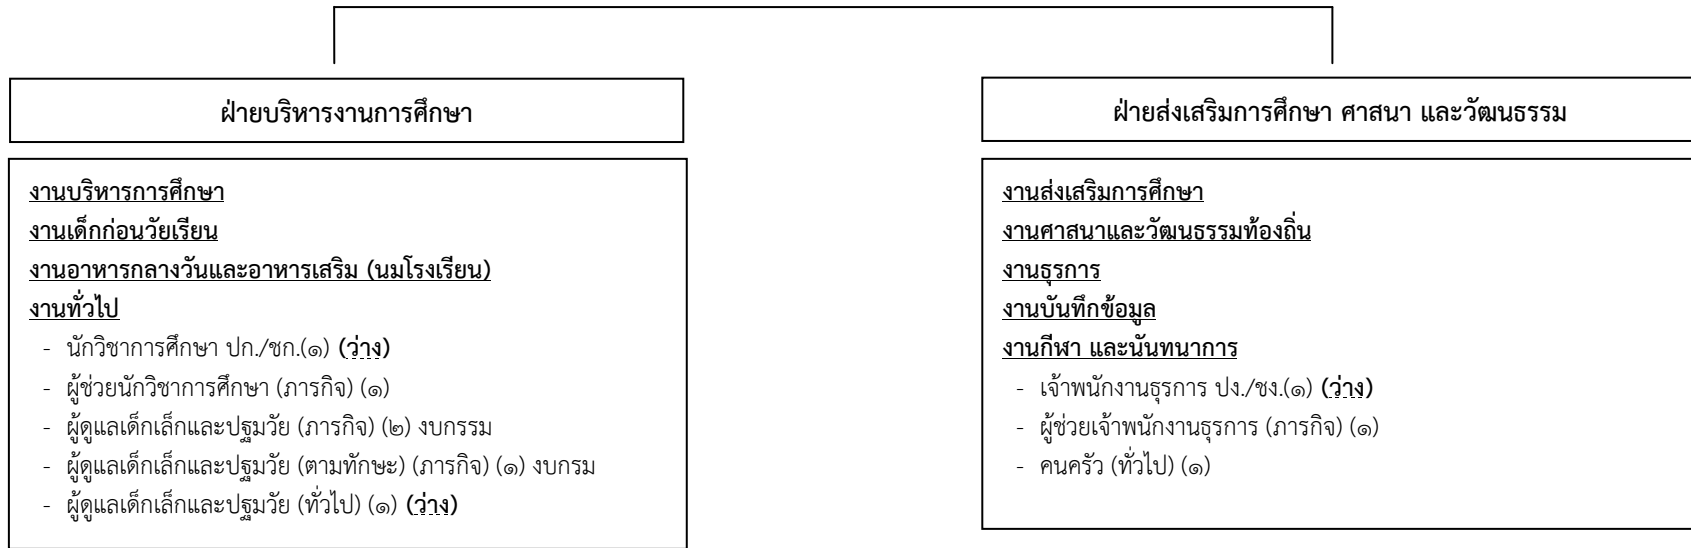 ฝ่ายบริหารงานการศึกษา
งานบริหารการศึกษา
งานเด็กก่อนวัยเรียน
งานอาหารกลางวันและอาหารเสริม (นมโรงเรียน)
งานทั่วไป
- นักวิชาการศึกษา ปก./ชก.(๑) (ว่าง)
- ผู้ช่วยนักวิชาการศึกษา (ภารกิจ) (๑)
- ผู้ดูแลเด็กเล็กและปฐมวัย (ภารกิจ) (๒) งบกรรม
- ผู้ดูแลเด็กเล็กและปฐมวัย (ตามทักษะ) (ภารกิจ) (๑) งบกรม
- ผู้ดูแลเด็กเล็กและปฐมวัย (ทั่วไป) (๑) (ว่าง)
ฝ่ายส่งเสริมการศึกษา ศาสนา และวัฒนธรรม
งานส่งเสริมการศึกษา
งานศาสนาและวัฒนธรรมท้องถิ่น
งานธุรการ
งานบันทึกข้อมูล
งานกีฬา และนันทนาการ
- เจ้าพนักงานธุรการ ปง./ชง.(๑) (ว่าง)
- ผู้ช่วยเจ้าพนักงานธุรการ (ภารกิจ) (๑)
- คนครัว (ทั่วไป) (๑)